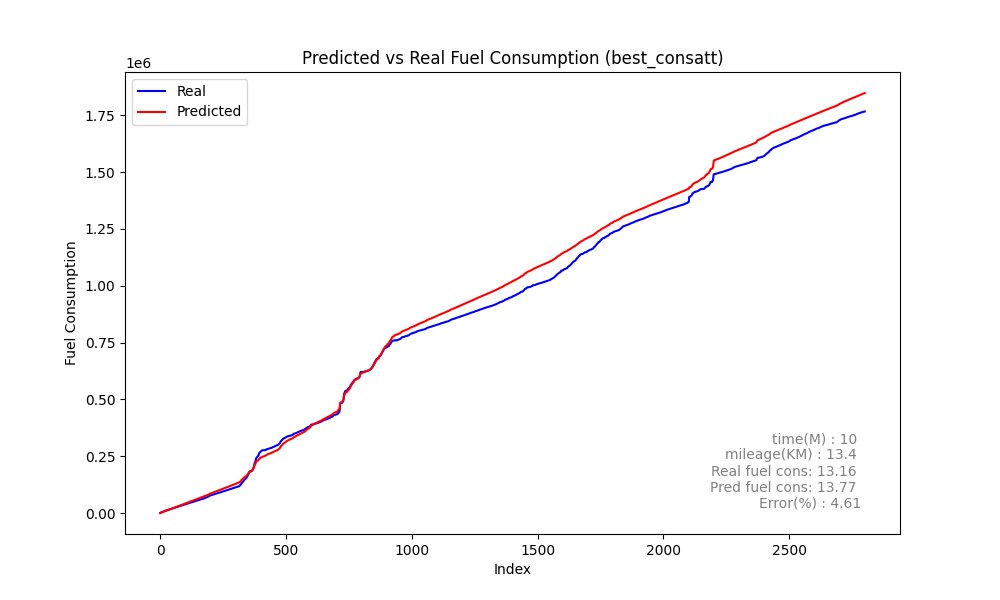 Predicted vs Real Fuel Consumption (best_consatt)
1e6
Real
Predicted
1.75
1.50
1.25
1.00
0.75
0.50
0.25
0.00
Fuel Consumption
time(M) : 10
mileage(KM) : 13.4
Real fuel cons: 13.16
Pred fuel cons: 13.77
Error(%) : 4.61
0 500 1000 1500 2000 2500
Index